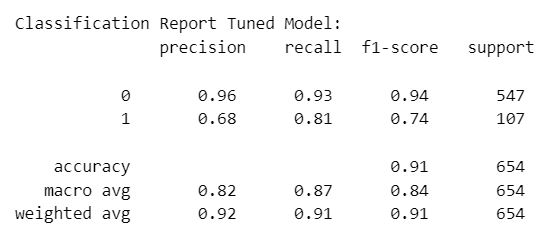 Classification Report Tuned Model:
precision recall f1-score support
0 0.96 0.93 0.94 547
1 0.68 0.81 0.74 107
accuracy 0.91 654
macro avg 0.82 0.87 0.84 654
weighted avg 0.92 0.91 0.91 654